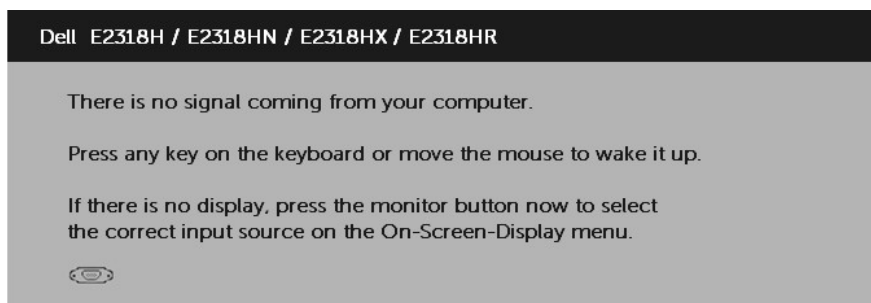 Dell E2318H / E2318HN / E2318HX / E2318HR
There is no signal coming from your computer.
Press any key on the keyboard or move the mouse to wake it up.
If there is no display, press the monitor button now to select
the correct input source on the On-Screen-Display menu.